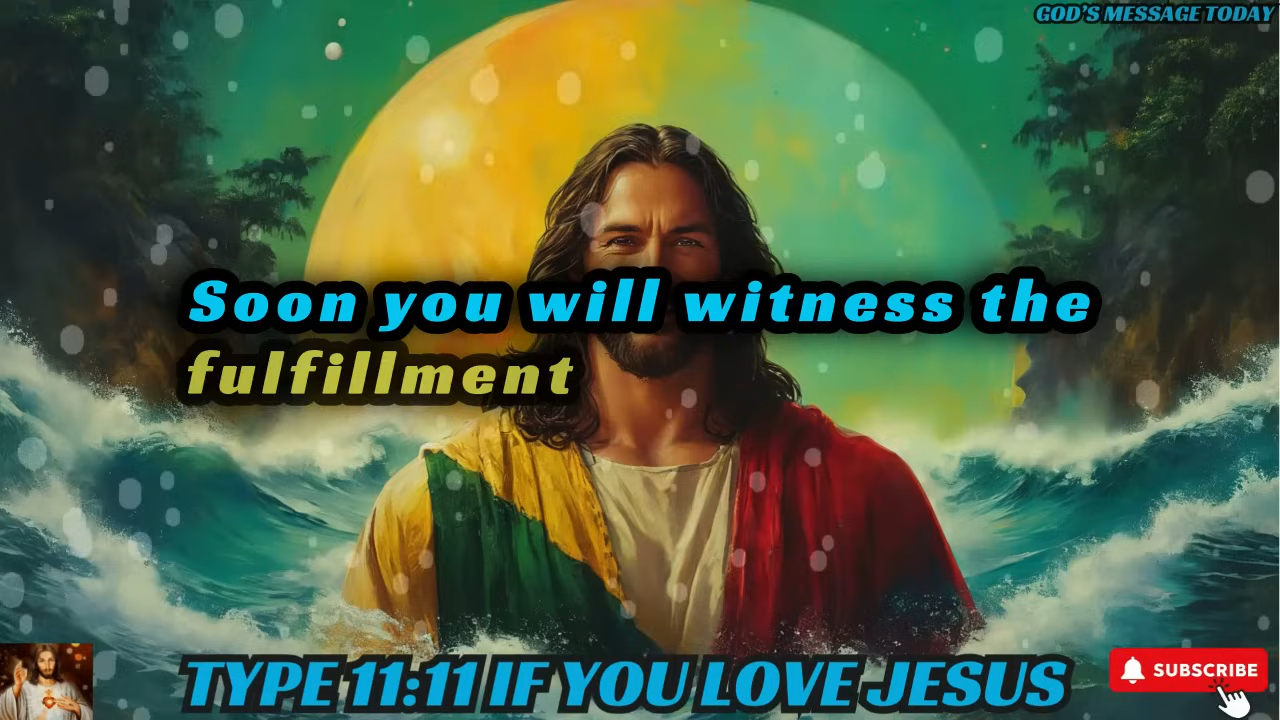 GOD'S MESSAGE TODAY
Soon you will witness the
fulfillment
TYPE 11:11 IF YOU LOVE JESUS
SUBSCRIBE